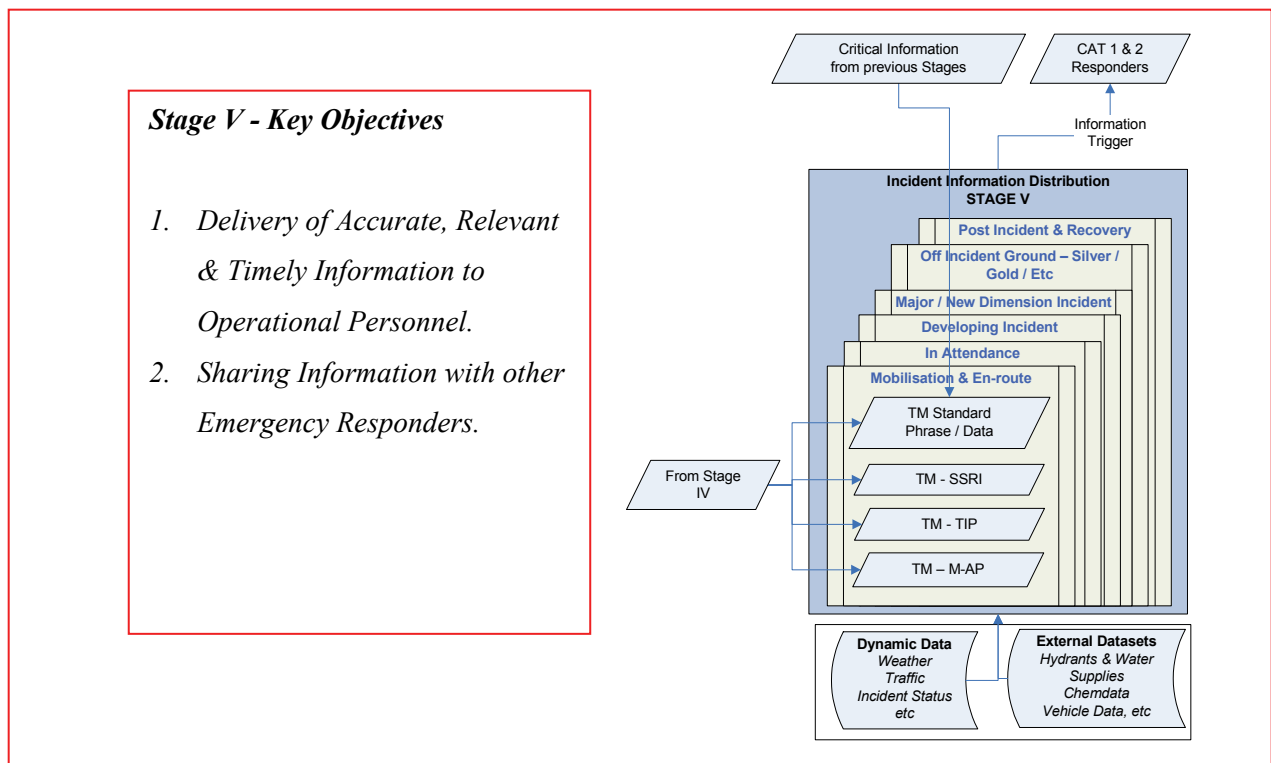 Stage V - Key Objectives
1. Delivery of Accurate, Relevant
& Timely Information to
Operational Personnel.
2. Sharing Information with other
Emergency Responders.
Critical Information
from previous Stages
CAT 1 & 2
Responders
Information
Trigger
Incident Information Distribution
STAGE V
Post Incident & Recovery
Off Incident Ground – Silver /
Gold / Etc
Major / New Dimension Incident
Developing Incident
In Attendance
Mobilisation & En-route
TM Standard
Phrase / Data
TM - SSRI
TM - TIP
TM – M-AP
From Stage
IV
Dynamic Data
Weather
Traffic
Incident Status
etc
External Datasets
Hydrants & Water
Supplies
Chemdata
Vehicle Data, etc